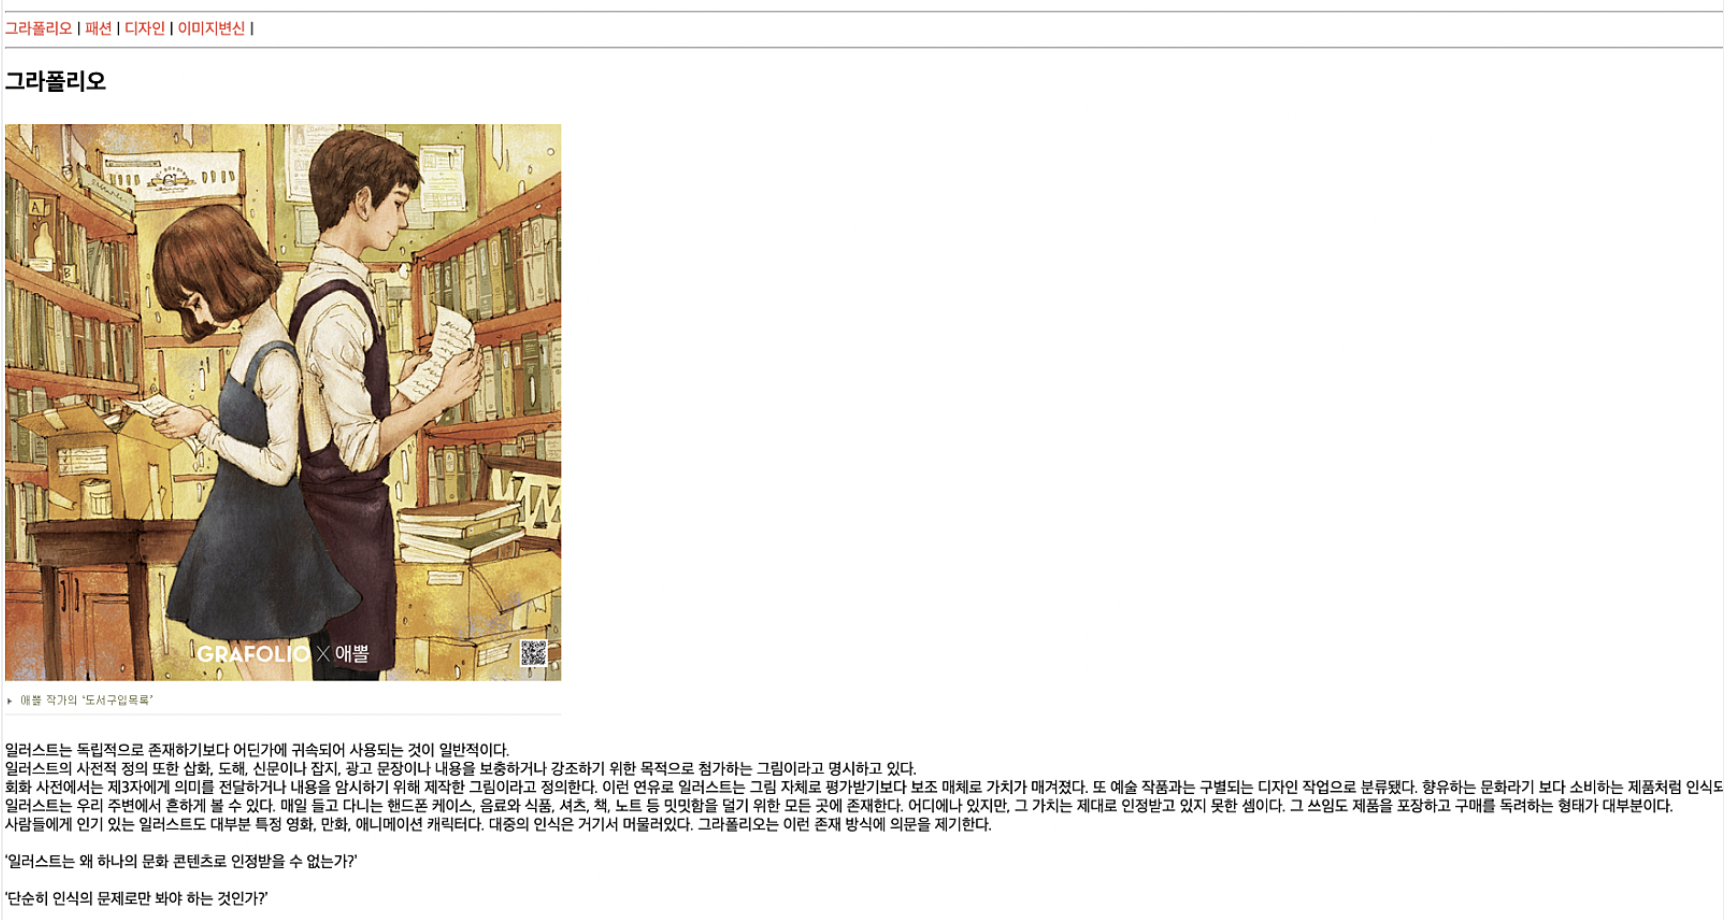 그라폴리오 | 패션 | 디자인 | 이미지변신 |
그라폴리오
A
B
GRAFOLIO X 애뽈
▸ 애뽈 작가의 "도서구입목록"
일러스트는 독립적으로 존재하기보다 어딘가에 귀속되어 사용되는 것이 일반적이다.
일러스트의 사전적 정의 또한 삽화, 도해, 신문이나 잡지, 광고 문장이나 내용을 보충하거나 강조하기 위한 목적으로 첨가하는 그림이라고 명시하고 있다.
회화 사전에서는 제3자에게 의미를 전달하거나 내용을 암시하기 위해 제작한 그림이라고 정의한다. 이런 연유로 일러스트는 그림 자체로 평가받기보다 보조 매체로 가치가 매겨졌다. 또 예술 작품과는 구별되는 디자인 작업으로 분류됐다. 향유하는 문화라기 보다 소비하는 제품처럼 인식되
일러스트는 우리 주변에서 흔하게 볼 수 있다. 매일 들고 다니는 핸드폰 케이스, 음료와 식품, 셔츠, 책, 노트 등 밋밋함을 덜기 위한 모든 곳에 존재한다. 어디에나 있지만, 그 가치는 제대로 인정받고 있지 못한 셈이다. 그 쓰임도 제품을 포장하고 구매를 독려하는 형태가 대부분이다.
사람들에게 인기 있는 일러스트도 대부분 특정 영화, 만화, 애니메이션 캐릭터다. 대중의 인식은 거기서 머물러있다. 그라폴리오는 이런 존재 방식에 의문을 제기한다.
'일러스트는 왜 하나의 문화 콘텐츠로 인정받을 수 없는가?'
'단순히 인식의 문제로만 봐야 하는 것인가?'